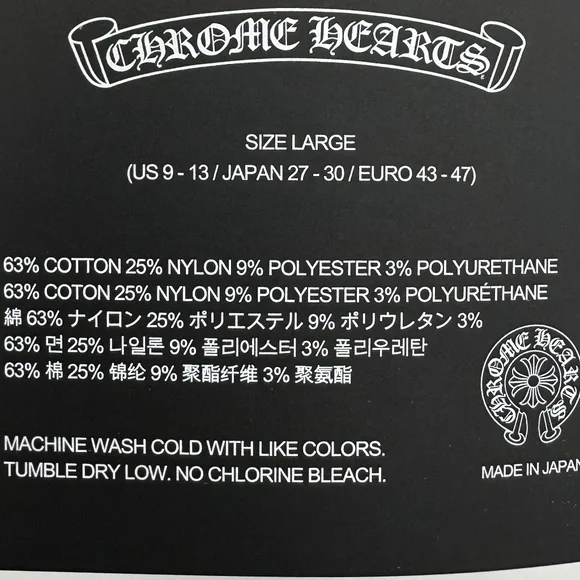 CHROME HEARTS
SIZE LARGE
(US 9 - 13 / JAPAN 27 - 30 / EURO 43 - 47)
63% COTTON 25% NYLON 9% POLYESTER 3% POLYURETHANE
63% COTON 25% NYLON 9% POLYESTER 3% POLYURÉTHANE
綿 63% ナイロン 25% ポリエステル 9% ポリウレタン 3%
63% 면 25% 나일론 9% 폴리에스터 3% 폴리우레탄
63% 棉 25% 锦纶 9% 聚酯纤维 3% 聚氨酯
CHROME HEARTS
MACHINE WASH COLD WITH LIKE COLORS.
TUMBLE DRY LOW. NO CHLORINE BLEACH.
MADE IN JAPAN